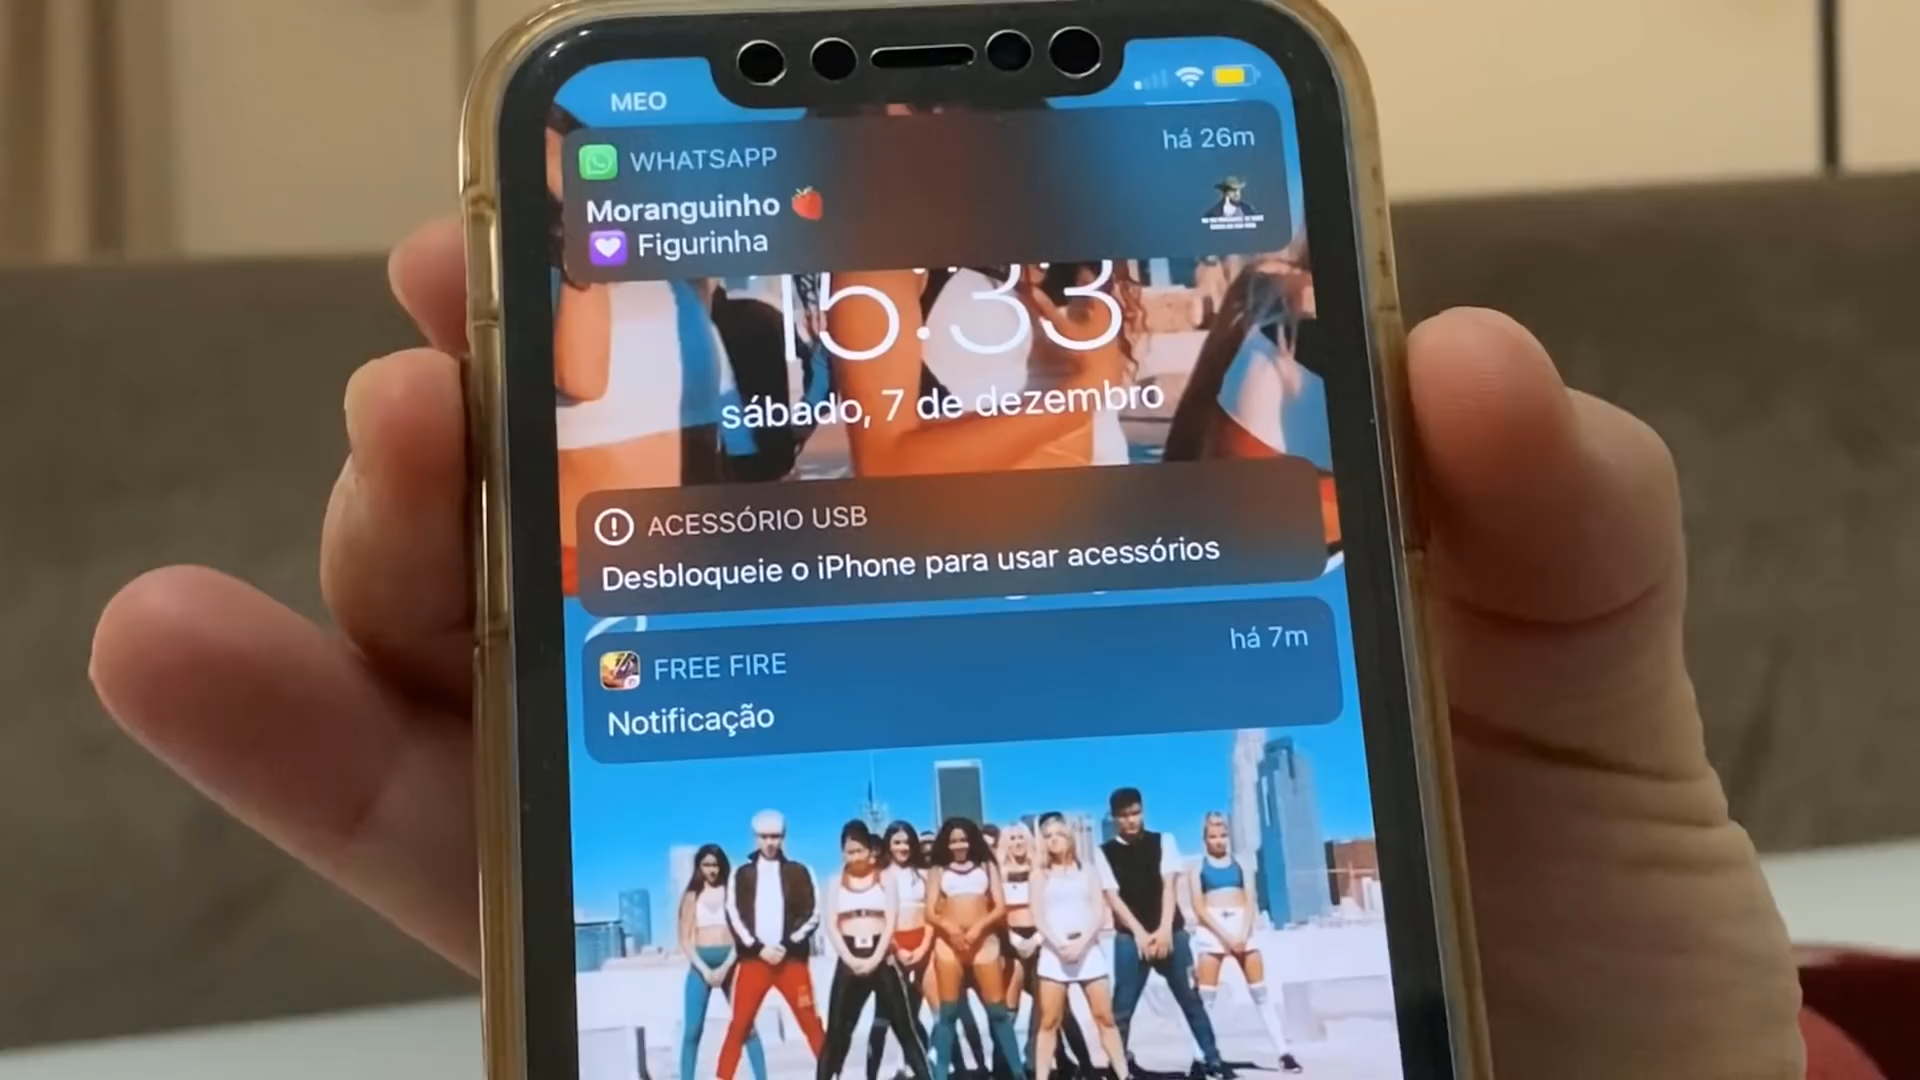 MEO
WHATSAPP
há 26m
Moranguinho 🍓
💟 Figurinha
15:33
sábado, 7 de dezembro
ACESSÓRIO USB
Desbloqueie o iPhone para usar acessórios
FREE FIRE
há 7m
Notificação